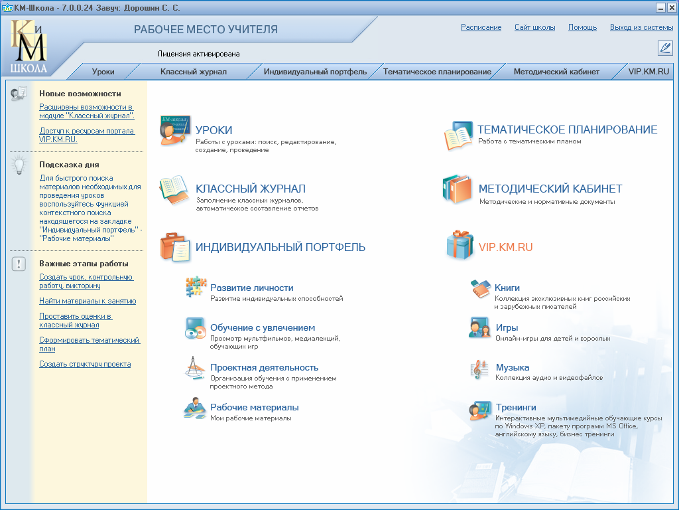 КМ-Школа - 7.0.0.24 Завуч: Дорошин С. С.
КиМ
ШКОЛА
РАБОЧЕЕ МЕСТО УЧИТЕЛЯ
Расписание Сайт школы Помощь Выход из системы
Лицензия активирована
Уроки Классный журнал Индивидуальный портфель Тематическое планирование Методический кабинет VIP.KM.RU
Новые возможности
Расширены возможности в
модуле "Классный журнал".
Доступ к ресурсам портала
VIP.KM.RU.
Подсказка дня
Для быстрого поиска
материалов необходимых для
проведения уроков
воспользуйтесь функцией
контекстного поиска
находящегося на закладке
"Индивидуальный портфель" -
"Рабочие материалы"
Важные этапы работы
Создать урок, контрольную
работу, викторину
Найти материалы к занятию
Проставить оценки в
классный журнал
Сформировать тематический
план
Создать структуру проекта
УРОКИ
Работы с уроками: поиск, редактирование,
создание, проведение
КЛАССНЫЙ ЖУРНАЛ
Заполнение классных журналов,
автоматическое составление отчетов
ИНДИВИДУАЛЬНЫЙ ПОРТФЕЛЬ
Развитие личности
Развитие индивидуальных способностей
Обучение с увлечением
Просмотр мультфильмов, медиалекций,
обучающих игр
Проектная деятельность
Организация обучения с применением
проектного метода
Рабочие материалы
Мои рабочие материалы
ТЕМАТИЧЕСКОЕ ПЛАНИРОВАНИЕ
Работа с тематическим планом
МЕТОДИЧЕСКИЙ КАБИНЕТ
Методические и нормативные документы
VIP.KM.RU
Книги
Коллекция эксклюзивных книг российских
и зарубежных писателей
Игры
Онлайн-игры для детей и взрослых
Музыка
Коллекция аудио и видеофайлов
Тренинги
Интерактивные мультимедийные обучающие курсы
по Windows XP, пакету программ MS Office,
английскому языку, бизнес тренинги